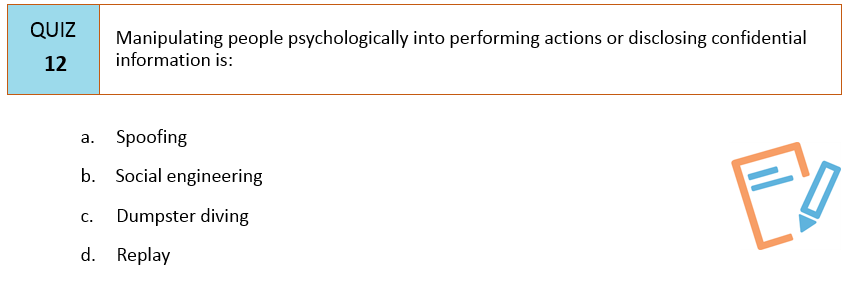 QUIZ
12
Manipulating people psychologically into performing actions or disclosing confidential
information is:
a. Spoofing
b. Social engineering
c. Dumpster diving
d. Replay